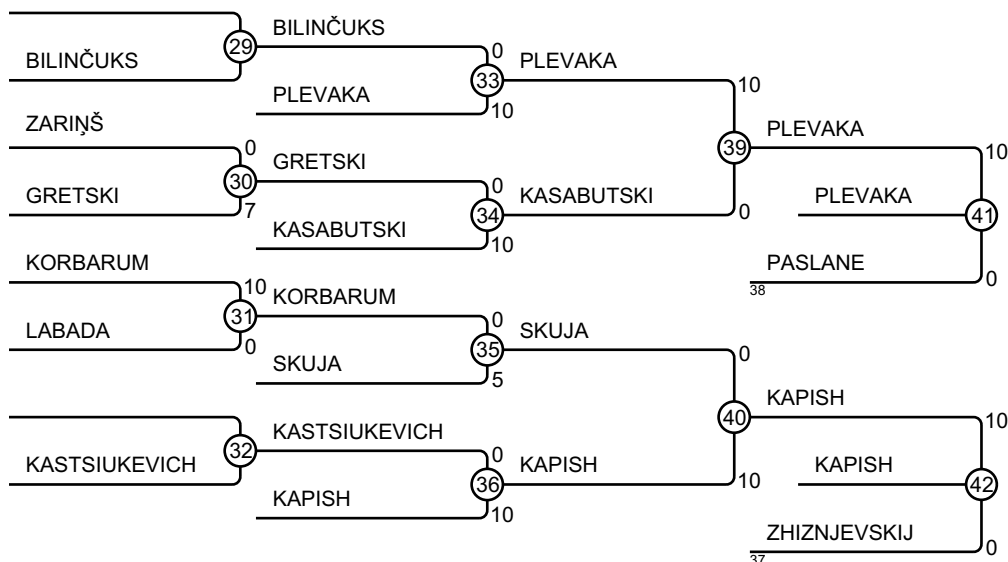 BILINČUKS
0
29
BILINČUKS
PLEVAKA
10
33
PLEVAKA
10
ZARIŅŠ
0
PLEVAKA
10
39
GRETSKI
0
30
GRETSKI
7
KASABUTSKI
0
PLEVAKA
41
34
KASABUTSKI
10
KORBARUM
10
PASLANE
0
38
KORBARUM
0
31
LABADA
0
SKUJA
0
35
SKUJA
5
KAPISH
10
40
KASTSIUKEVICH
0
32
KASTSIUKEVICH
KAPISH
10
KAPISH
42
36
KAPISH
10
ZHIZNJEVSKIJ
0
37